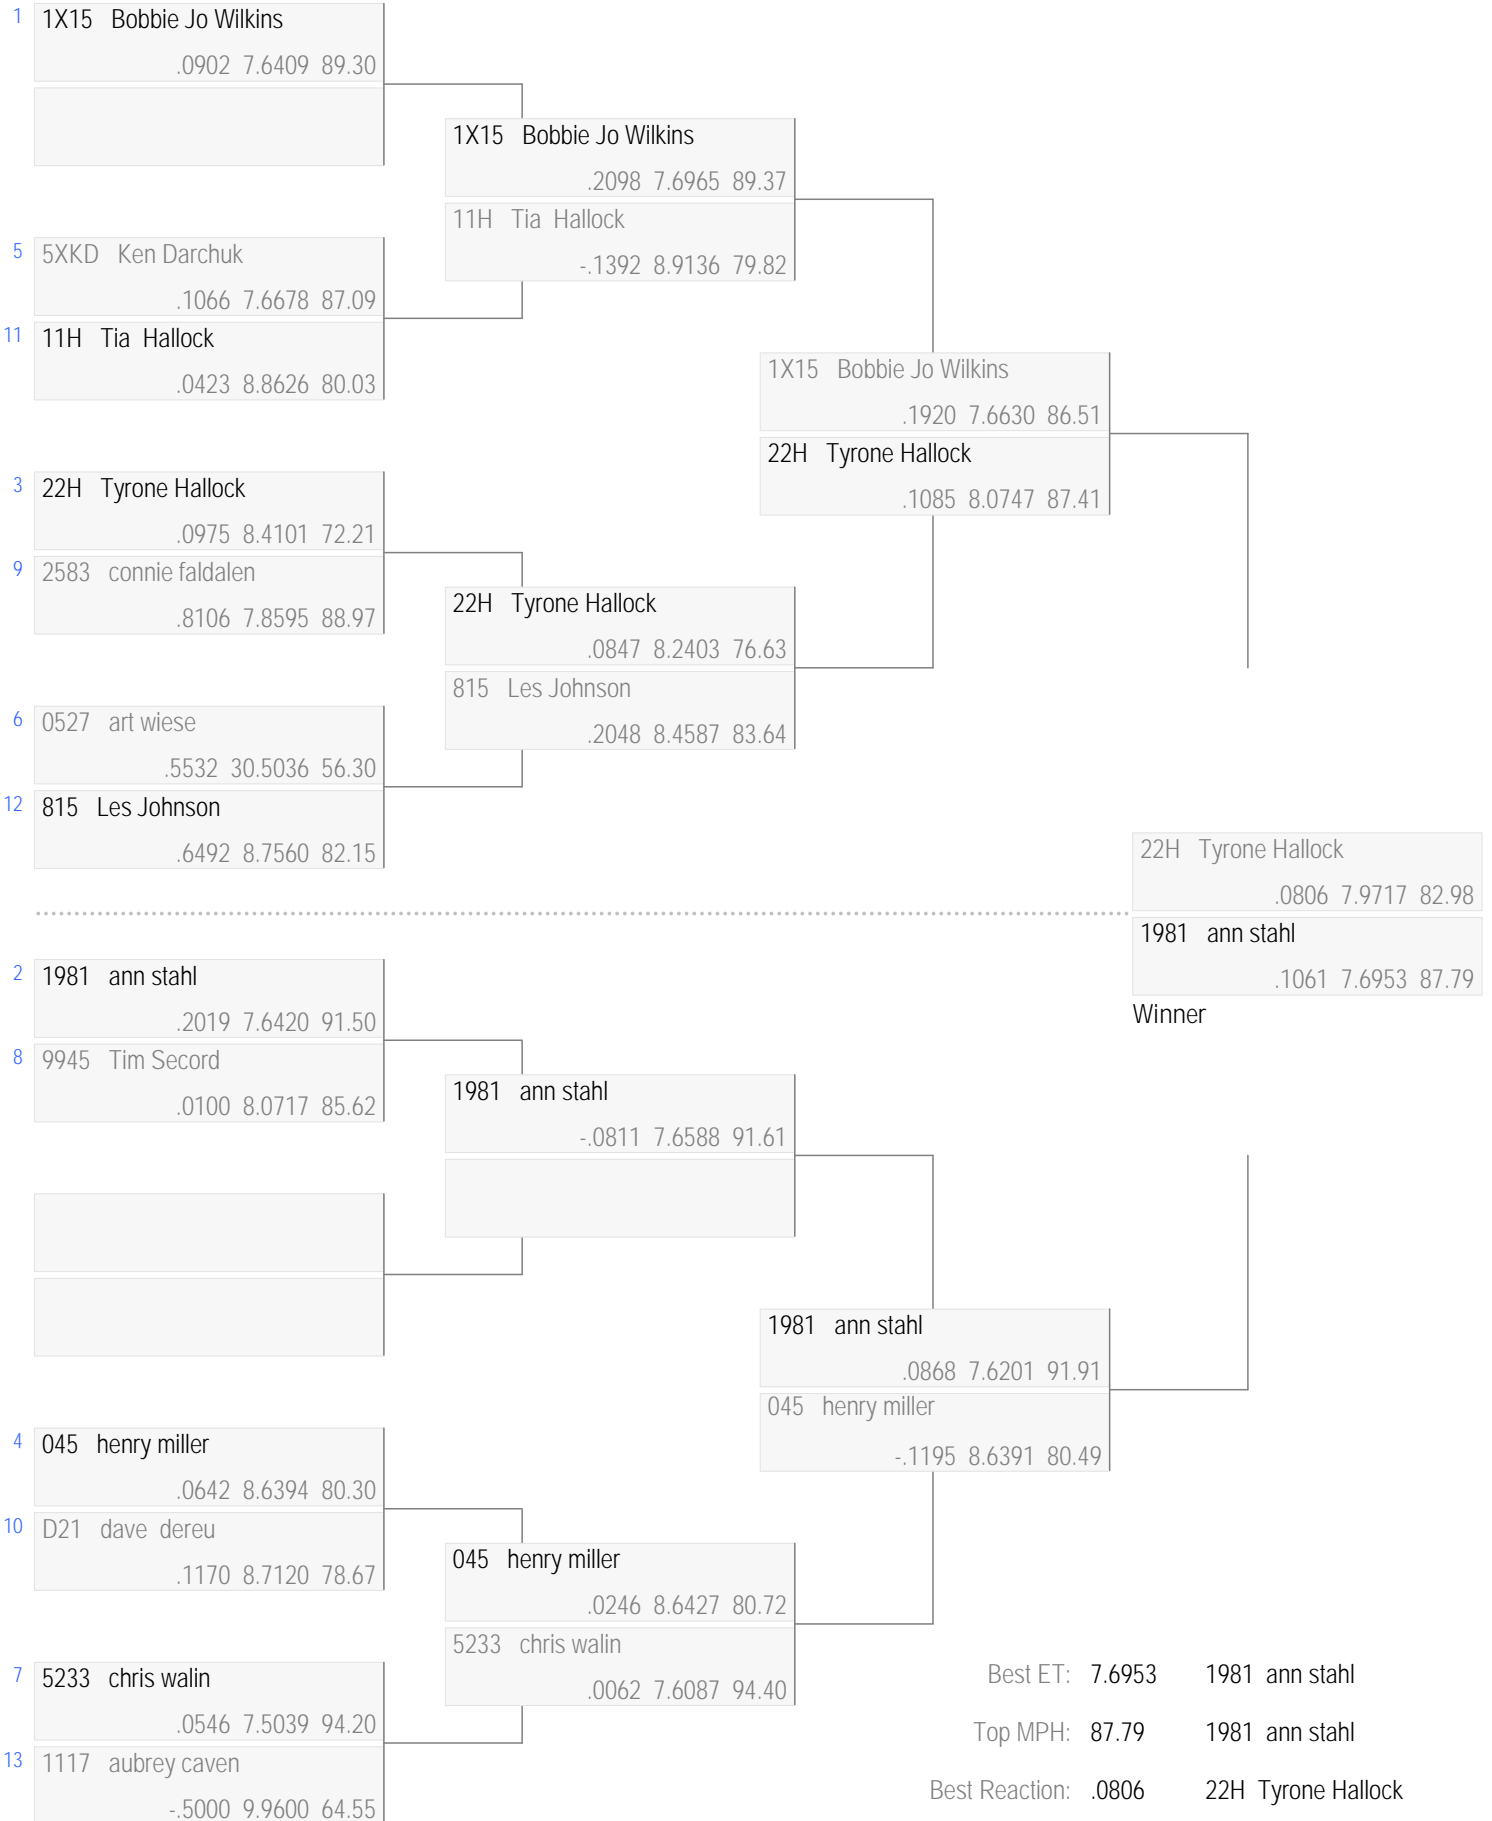 1
1X15 Bobbie Jo Wilkins
.0902 7.6409 89.30
1X15 Bobbie Jo Wilkins
.2098 7.6965 89.37
11H Tia Hallock
-.1392 8.9136 79.82
5
5XKD Ken Darchuk
.1066 7.6678 87.09
11
11H Tia Hallock
.0423 8.8626 80.03
1X15 Bobbie Jo Wilkins
.1920 7.6630 86.51
22H Tyrone Hallock
.1085 8.0747 87.41
3
22H Tyrone Hallock
.0975 8.4101 72.21
9
2583 connie faldalen
.8106 7.8595 88.97
22H Tyrone Hallock
.0847 8.2403 76.63
815 Les Johnson
.2048 8.4587 83.64
6
0527 art wiese
.5532 30.5036 56.30
12
815 Les Johnson
.6492 8.7560 82.15
22H Tyrone Hallock
.0806 7.9717 82.98
1981 ann stahl
.1061 7.6953 87.79
Winner
2
1981 ann stahl
.2019 7.6420 91.50
8
9945 Tim Secord
.0100 8.0717 85.62
1981 ann stahl
-.0811 7.6588 91.61
1981 ann stahl
.0868 7.6201 91.91
045 henry miller
-.1195 8.6391 80.49
4
045 henry miller
.0642 8.6394 80.30
10
D21 dave dereu
.1170 8.7120 78.67
045 henry miller
.0246 8.6427 80.72
5233 chris walin
.0062 7.6087 94.40
7
5233 chris walin
.0546 7.5039 94.20
13
1117 aubrey caven
-.5000 9.9600 64.55
Best ET: 7.6953 1981 ann stahl
Top MPH: 87.79 1981 ann stahl
Best Reaction: .0806 22H Tyrone Hallock